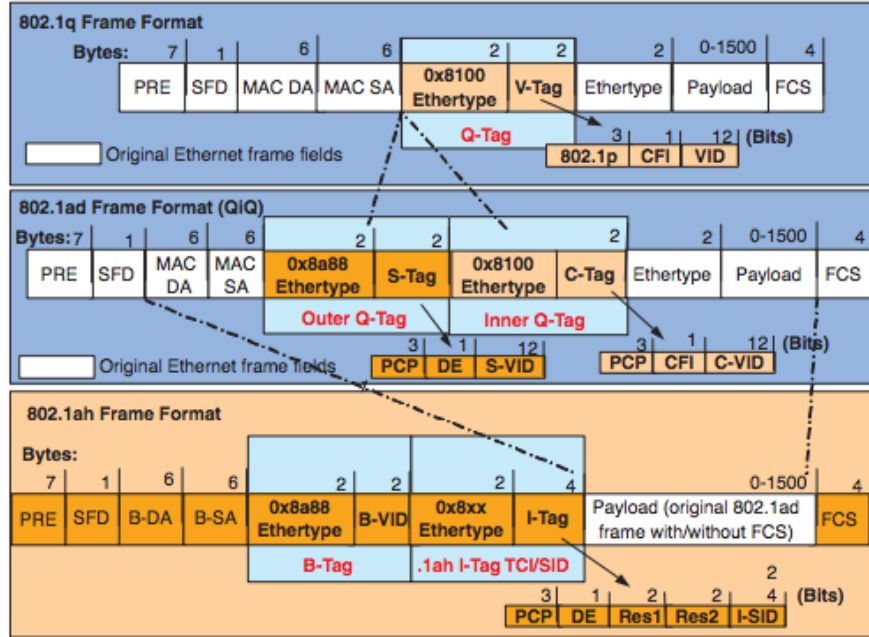 802.1q Frame Format
Bytes: 7 1 6 6 2 2 2 0-1500 4
PRE SFD MAC DA MAC SA 0x8100 Ethertype V-Tag Ethertype Payload FCS
Q-Tag
Original Ethernet frame fields
3 1 12 (Bits)
802.1p CFI VID
802.1ad Frame Format (QiQ)
Bytes: 7 1 6 6 2 2 2 2 0-1500 4
PRE SFD MAC DA MAC SA 0x8a88 Ethertype S-Tag 0x8100 Ethertype C-Tag Ethertype Payload FCS
Outer Q-Tag Inner Q-Tag
Original Ethernet frame fields
3 1 12
PCP DE S-VID
3 1 12 (Bits)
PCP CFI C-VID
802.1ah Frame Format
Bytes:
7 1 6 6 2 2 2 4 0-1500 4
PRE SFD B-DA B-SA 0x8a88 Ethertype B-VID 0x8xx Ethertype I-Tag Payload (original 802.1ad frame with/without FCS) FCS
B-Tag .1ah I-Tag TCI/SID
3 1 2 2 24 (Bits)
PCP DE Res1 Res2 I-SID